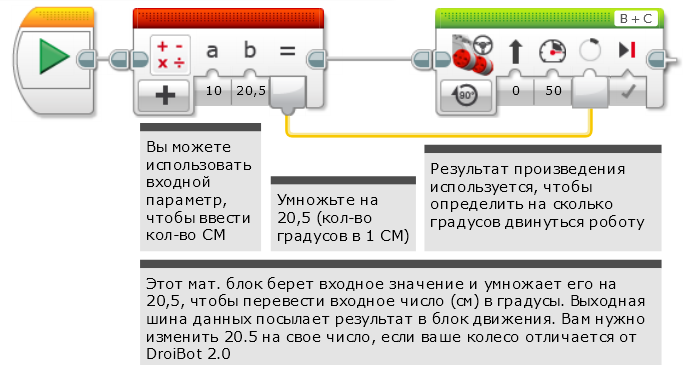 B + C
+ -
× ÷
a b =
+
10 20,5
90°
0 50
Вы можете
использовать
входной
параметр,
чтобы ввести
кол-во СМ
Умножьте на
20,5 (кол-во
градусов в 1 СМ)
Результат произведения
используется, чтобы
определить на сколько
градусов двинуться роботу
Этот мат. блок берет входное значение и умножает его на
20,5, чтобы перевести входное число (см) в градусы. Выходная
шина данных посылает результат в блок движения. Вам нужно
изменить 20.5 на свое число, если ваше колесо отличается от
DroiBot 2.0